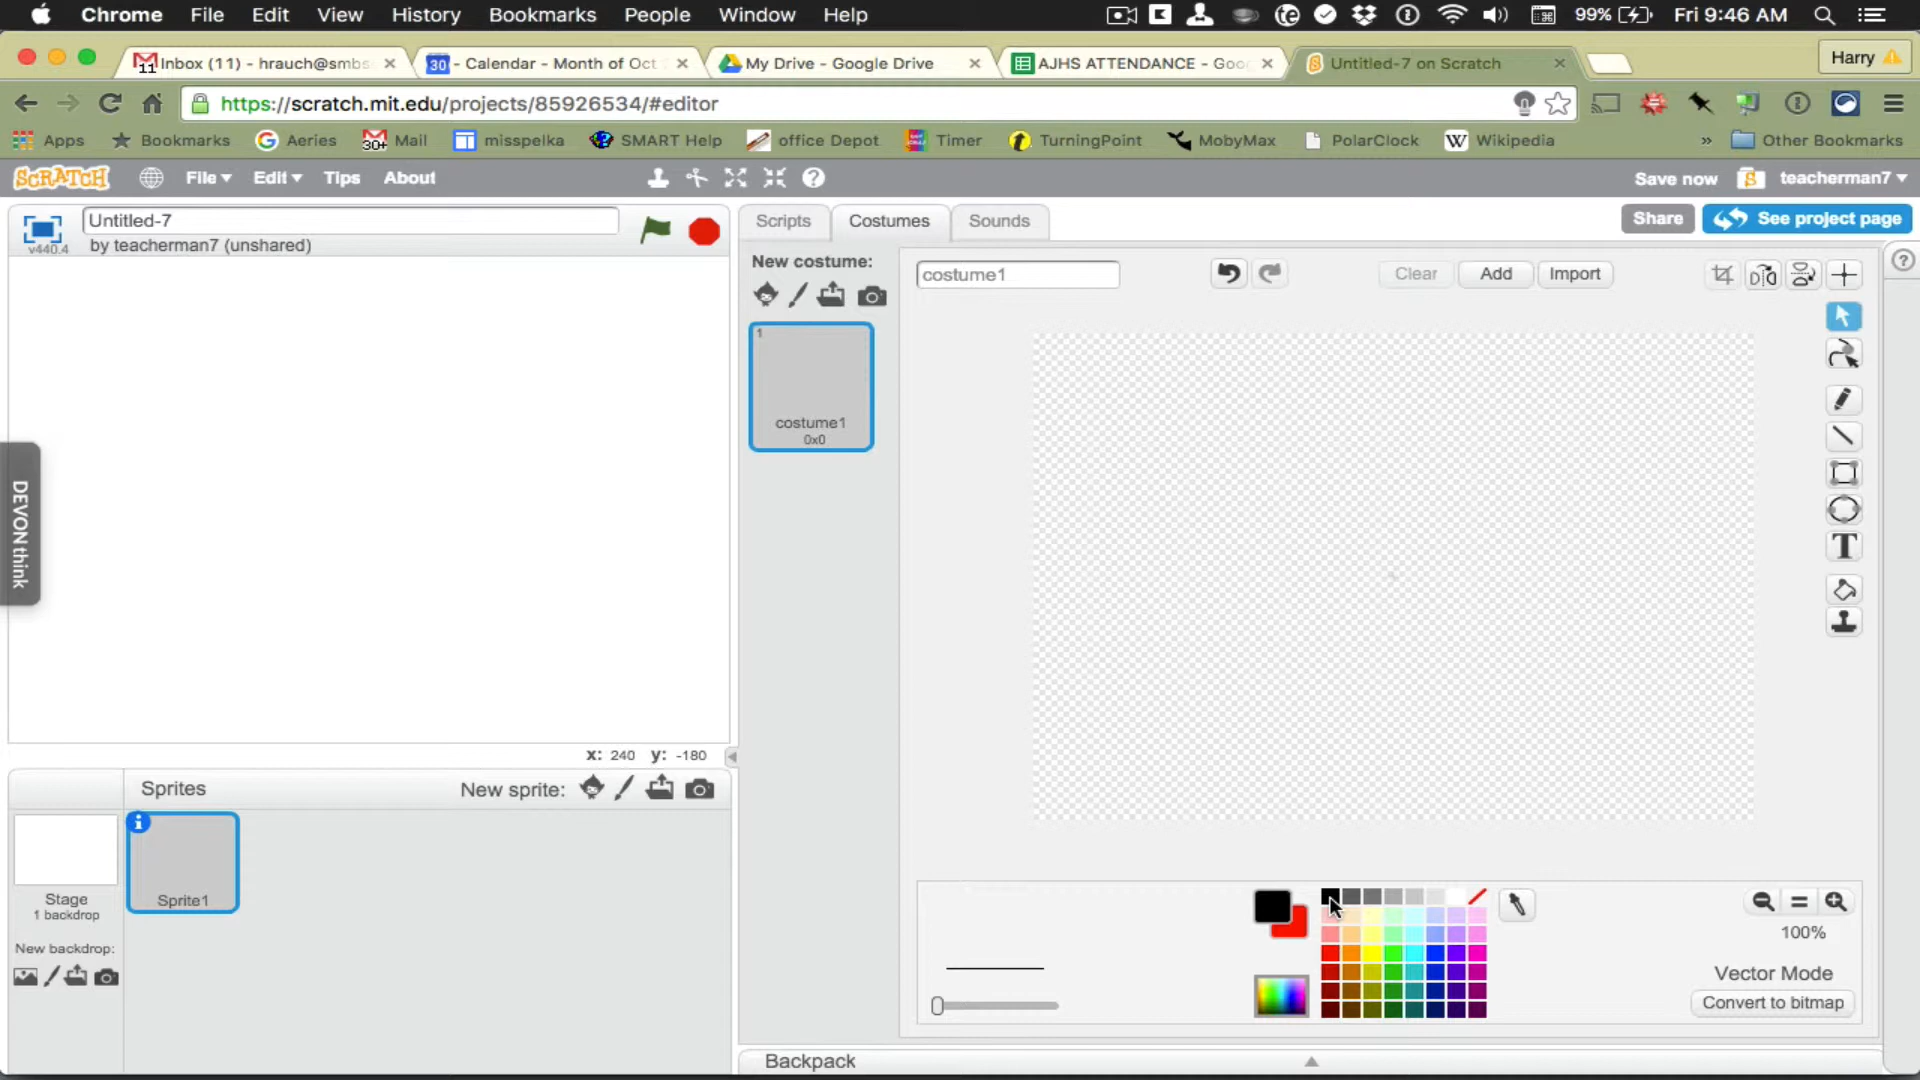 Chrome File Edit View History Bookmarks People Window Help 99% Fri 9:46 AM
Inbox (11) - hrauch@smbs
30 - Calendar - Month of Oct
My Drive - Google Drive
AJHS ATTENDANCE - Goo
Untitled-7 on Scratch
Harry
https://scratch.mit.edu/projects/85926534/#editor
Apps Bookmarks Aeries 30+ Mail misspelka SMART Help office Depot Timer TurningPoint MobyMax PolarClock W Wikipedia » Other Bookmarks
SCRATCH File Edit Tips About Save now teacherman7
Untitled-7
v440.4
by teacherman7 (unshared)
Scripts Costumes Sounds
Share See project page
New costume:
costume1
Clear Add Import
1
costume1
0x0
T
DEVONthink
x: 240 y: -180
Sprites New sprite:
Stage
1 backdrop
Sprite1
New backdrop:
100%
Vector Mode
Convert to bitmap
Backpack